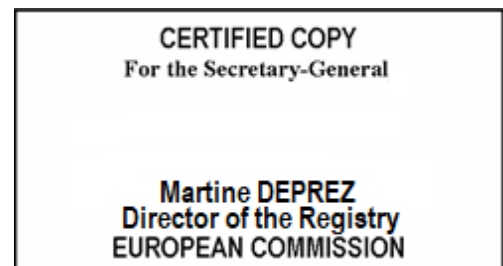 CERTIFIED COPY
For the Secretary-General
Martine DEPREZ
Director of the Registry
EUROPEAN COMMISSION